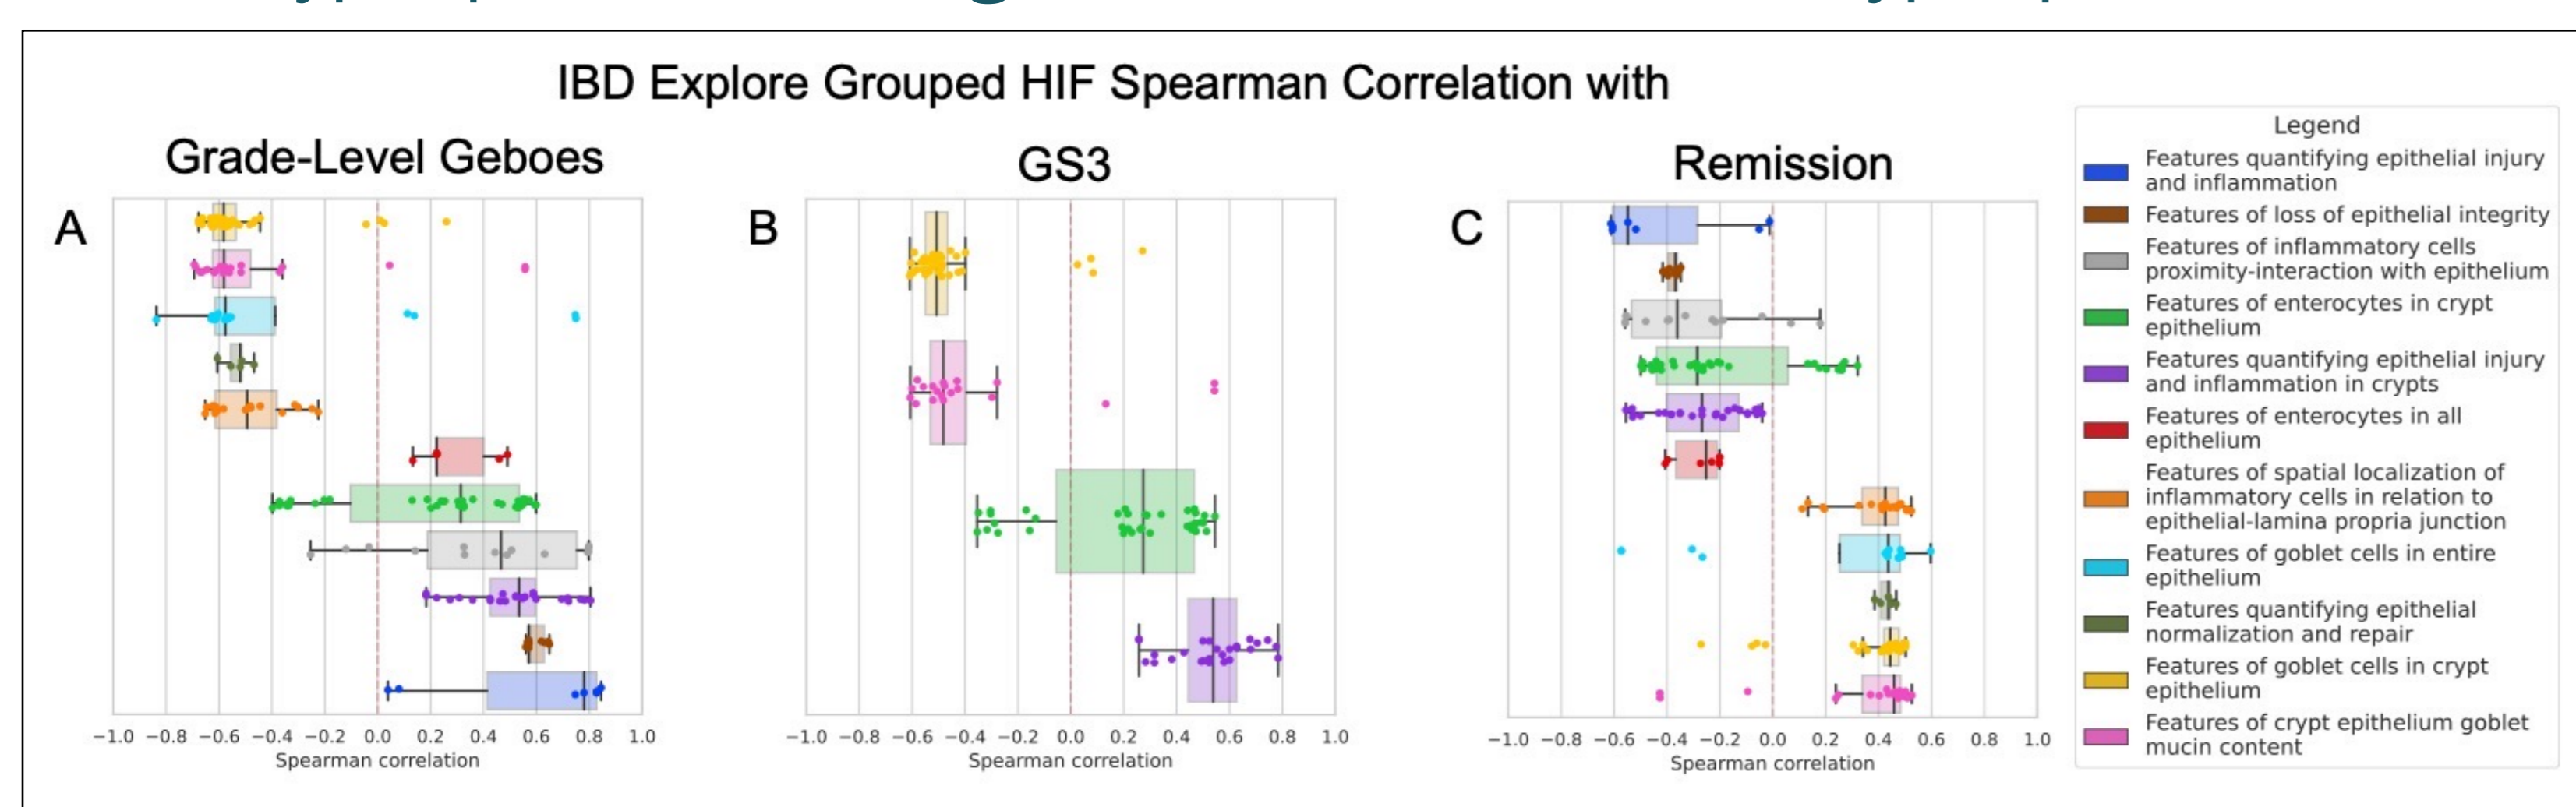 IBD Explore Grouped HIF Spearman Correlation with
Grade-Level Geboes
GS3
Remission
A
B
C
−1.0 −0.8 −0.6 −0.4 −0.2 0.0 0.2 0.4 0.6 0.8 1.0
Spearman correlation
−1.0 −0.8 −0.6 −0.4 −0.2 0.0 0.2 0.4 0.6 0.8 1.0
Spearman correlation
−1.0 −0.8 −0.6 −0.4 −0.2 0.0 0.2 0.4 0.6 0.8 1.0
Spearman correlation
Legend
Features quantifying epithelial injury
and inflammation
Features of loss of epithelial integrity
Features of inflammatory cells
proximity-interaction with epithelium
Features of enterocytes in crypt
epithelium
Features quantifying epithelial injury
and inflammation in crypts
Features of enterocytes in all
epithelium
Features of spatial localization of
inflammatory cells in relation to
epithelial-lamina propria junction
Features of goblet cells in entire
epithelium
Features quantifying epithelial
normalization and repair
Features of goblet cells in crypt
epithelium
Features of crypt epithelium goblet
mucin content